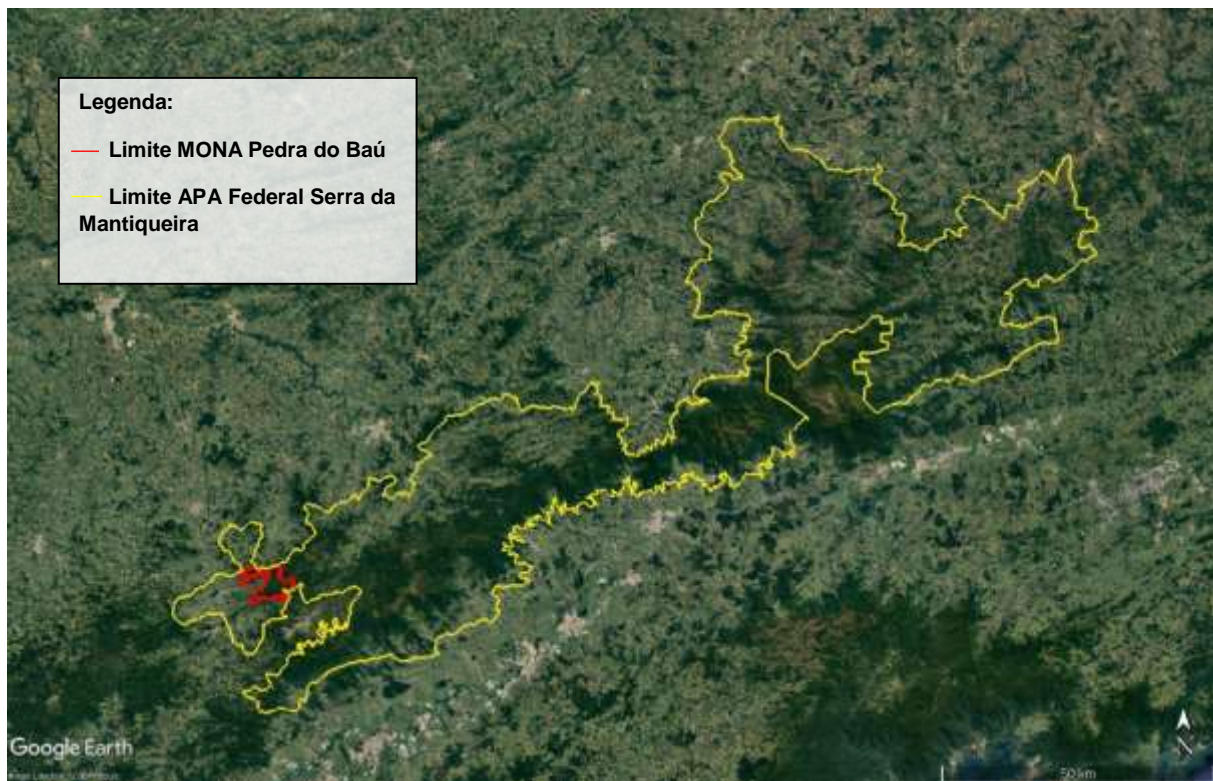 Legenda:
Limite MONA Pedra do Baú
Limite APA Federal Serra da
Mantiqueira
Google Earth
50 km